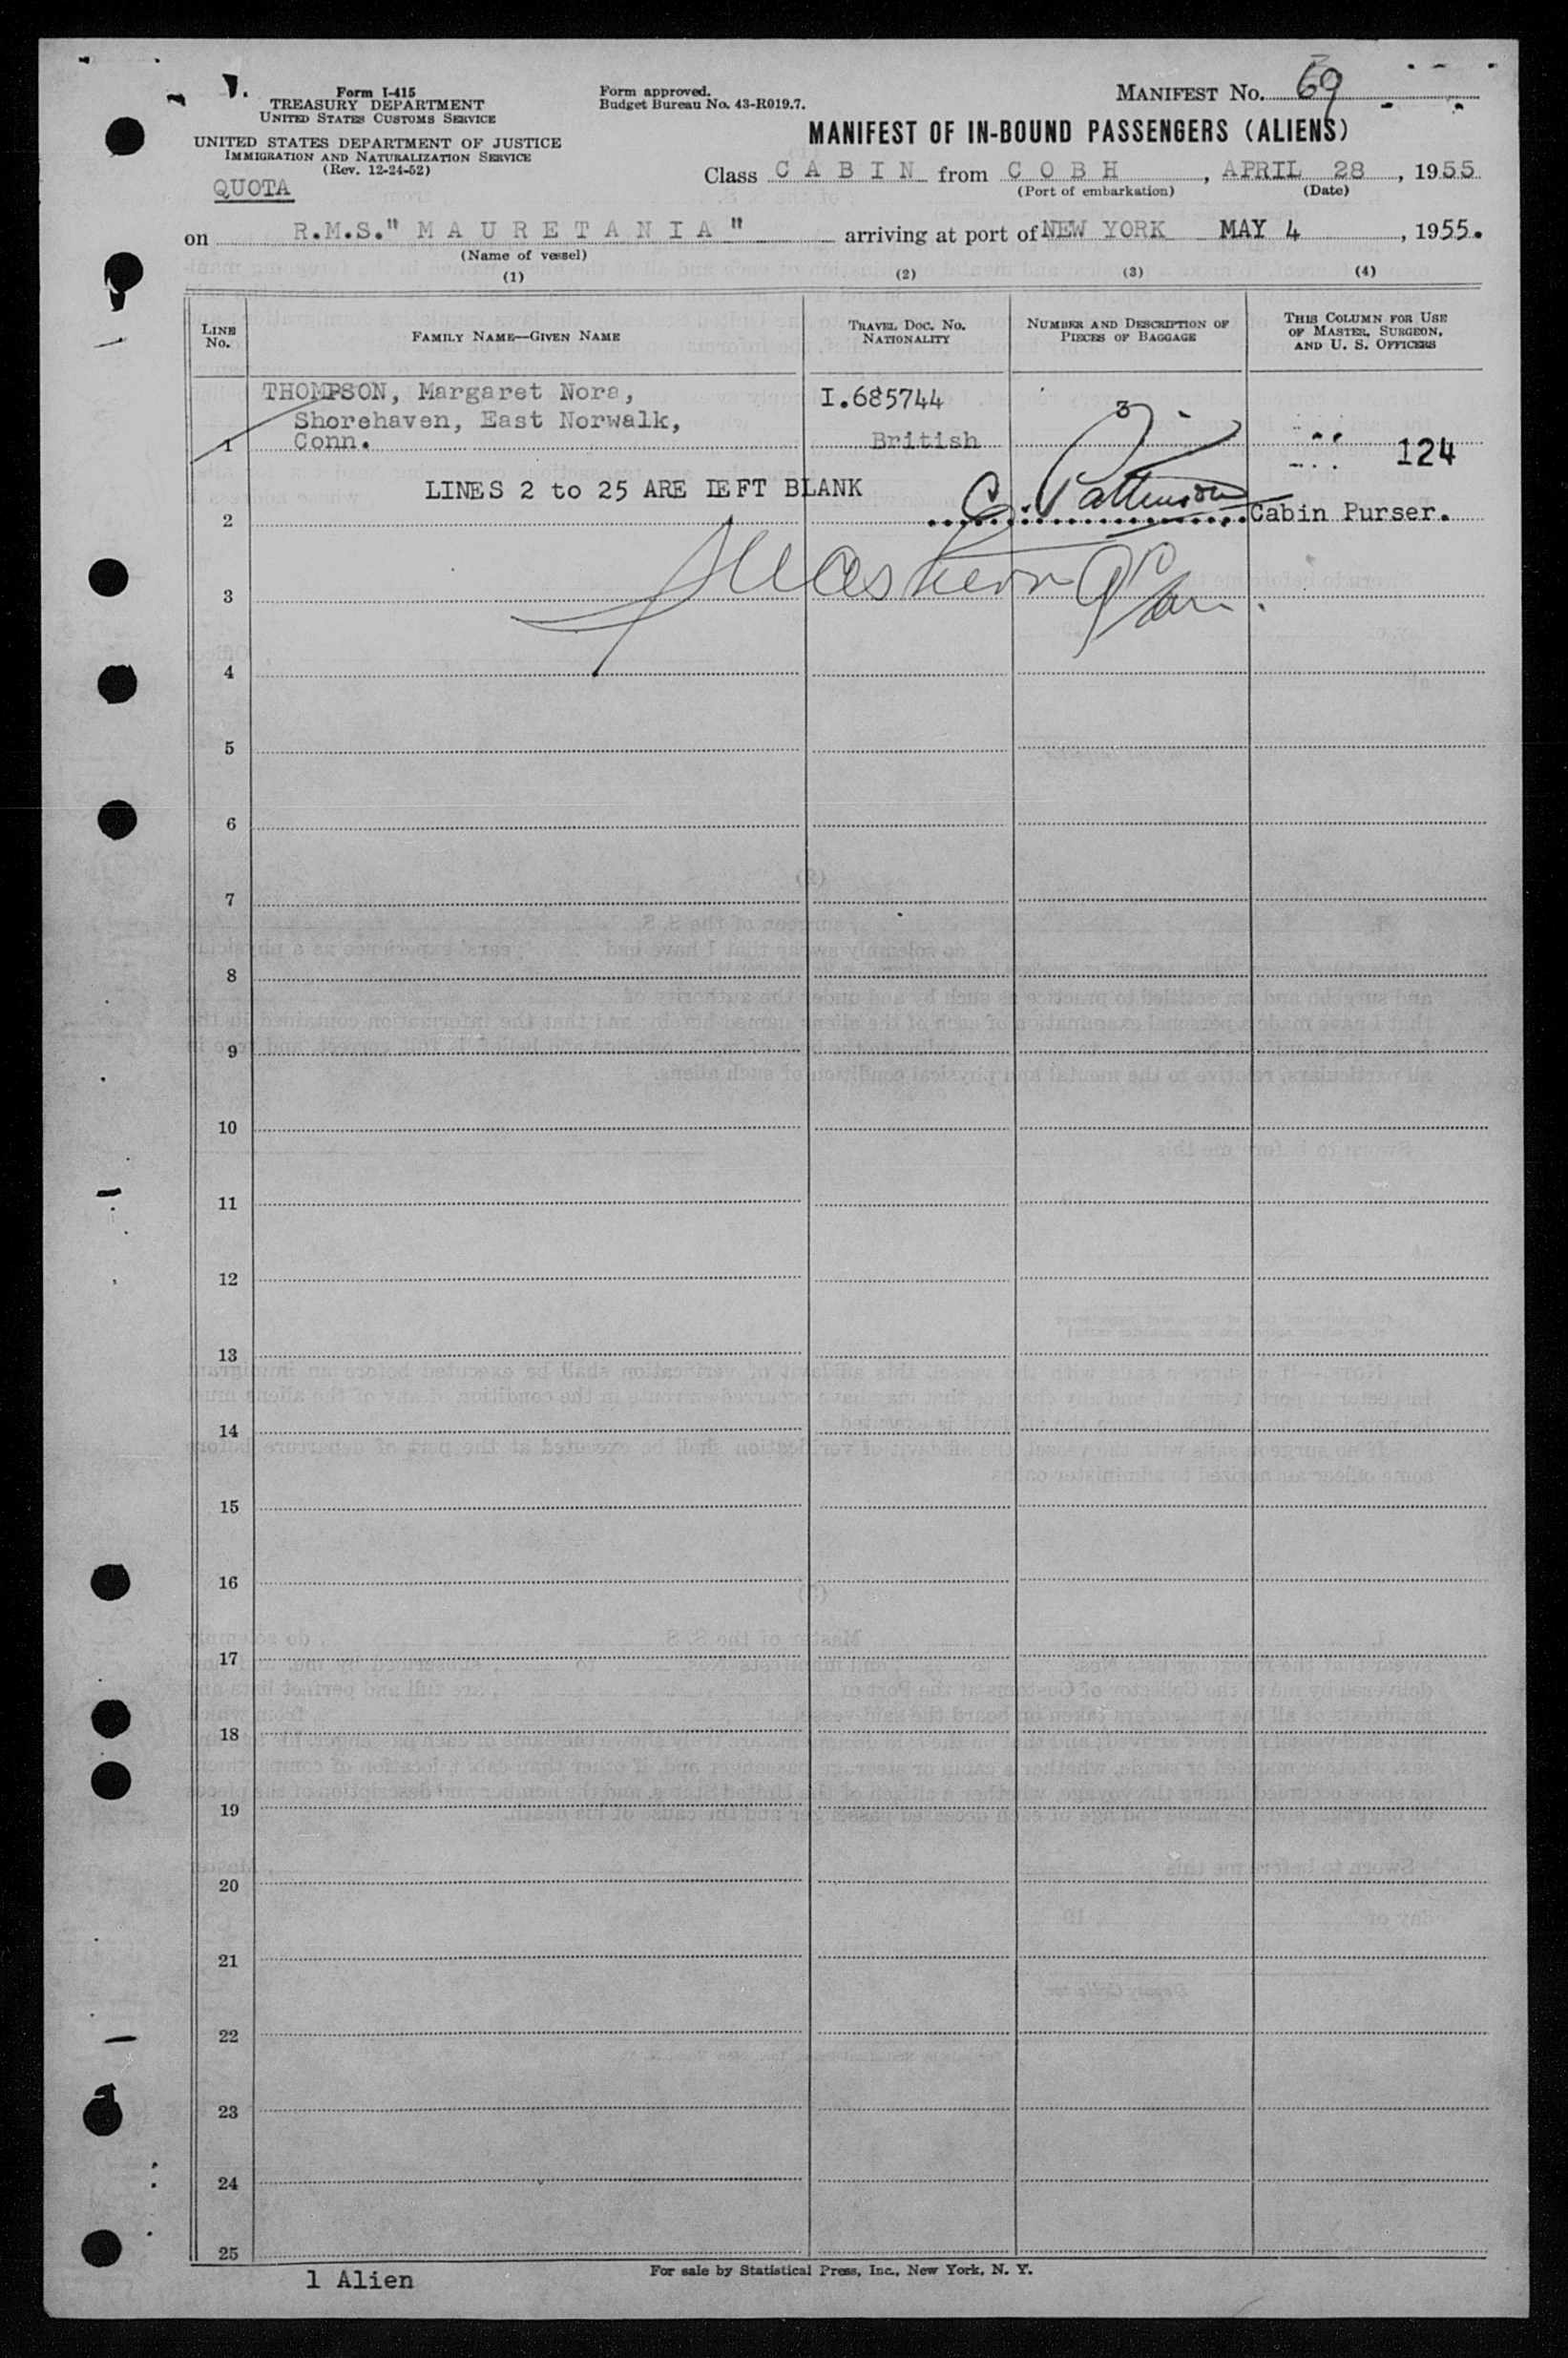 Form I-415
TREASURY DEPARTMENT
UNITED STATES CUSTOMS SERVICE
UNITED STATES DEPARTMENT OF JUSTICE
IMMIGRATION AND NATURALIZATION SERVICE
(Rev. 12-24-52)
QUOTA
Form approved.
Budget Bureau No. 43-R019.7.
MANIFEST NO. 69
MANIFEST OF IN-BOUND PASSENGERS (ALIENS)
Class C A B I N from C O B H, APRIL 28, 1955
(Port of embarkation) (Date)
on R.M.S." M A U R E T A N I A " arriving at port of NEW YORK MAY 4, 1955.
(Name of vessel)
(1) (2) (3) (4)
LINE NO.
FAMILY NAME—GIVEN NAME
TRAVEL DOC. NO. NATIONALITY
NUMBER AND DESCRIPTION OF PIECES OF BAGGAGE
THIS COLUMN FOR USE OF MASTER, SURGEON, AND U. S. OFFICERS
THOMPSON, Margaret Nora, I.685744
Shorehaven, East Norwalk, 3
1 Conn. British 124
LINES 2 to 25 ARE IEFT BLANK
2 Cabin Purser.
3
4
5
6
7
8
9
10
11
12
13
14
15
16
17
18
19
20
21
22
23
24
25
1 Alien
For sale by Statistical Press, Inc., New York, N. Y.